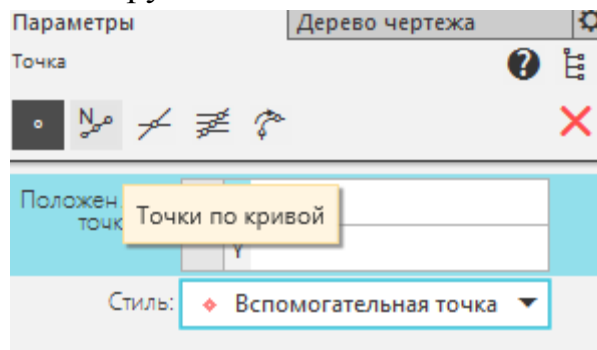 Параметры
Дерево чертежа
Точка
N
Положен.
точк
Точки по кривой
Y
Стиль:
Вспомогательная точка